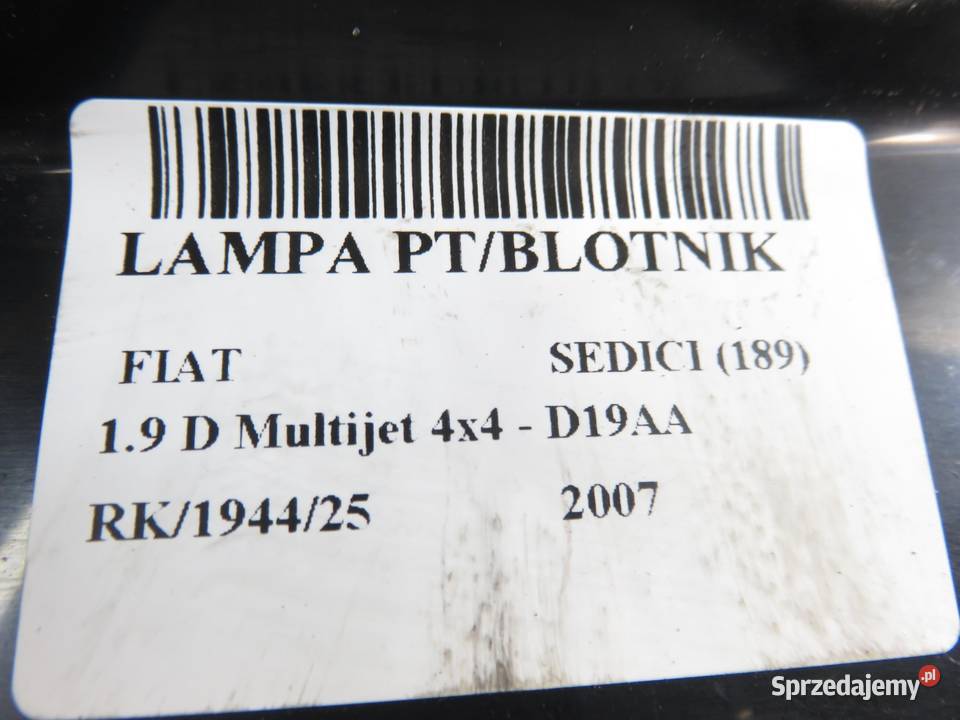 LAMPA PT/BLOTNIK
FIAT SEDICI (189)
1.9 D Multijet 4x4 - D19AA
RK/1944/25 2007
Sprzedajemy.pl